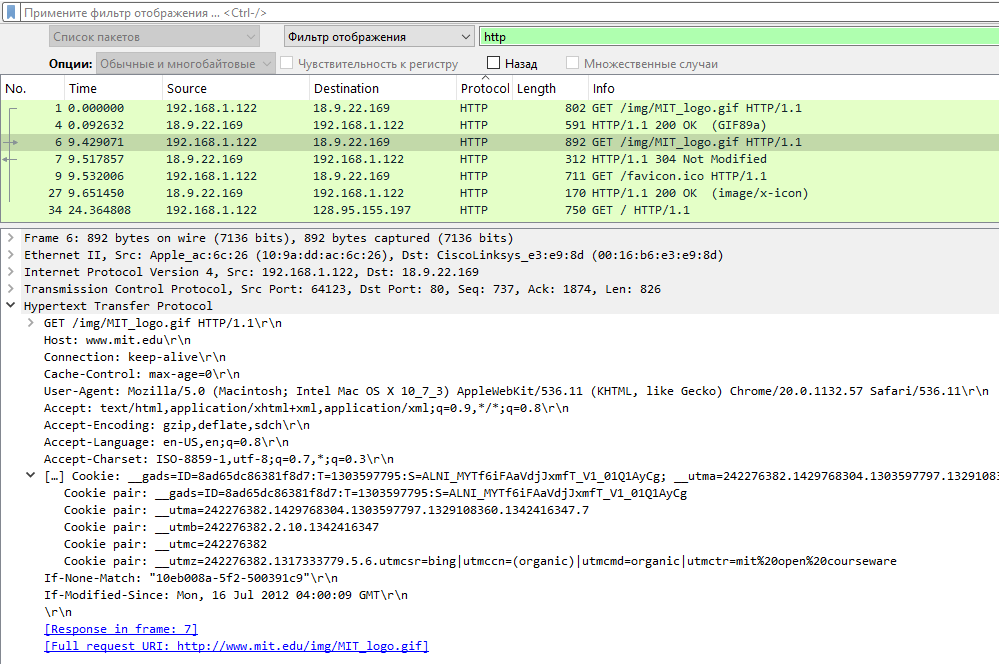 Примените фильтр отображения ... <Ctrl-/>
Список пакетов Фильтр отображения http
Опции: Обычные и многобайтовые Чувствительность к регистру Назад Множественные случаи
No. Time Source Destination Protocol Length Info
1 0.000000 192.168.1.122 18.9.22.169 HTTP 802 GET /img/MIT_logo.gif HTTP/1.1
4 0.092632 18.9.22.169 192.168.1.122 HTTP 591 HTTP/1.1 200 OK (GIF89a)
6 9.429071 192.168.1.122 18.9.22.169 HTTP 892 GET /img/MIT_logo.gif HTTP/1.1
7 9.517857 18.9.22.169 192.168.1.122 HTTP 312 HTTP/1.1 304 Not Modified
9 9.532006 192.168.1.122 18.9.22.169 HTTP 711 GET /favicon.ico HTTP/1.1
27 9.651450 18.9.22.169 192.168.1.122 HTTP 170 HTTP/1.1 200 OK (image/x-icon)
34 24.364808 192.168.1.122 128.95.155.197 HTTP 750 GET / HTTP/1.1
Frame 6: 892 bytes on wire (7136 bits), 892 bytes captured (7136 bits)
Ethernet II, Src: Apple_ac:6c:26 (10:9a:dd:ac:6c:26), Dst: CiscoLinksys_e3:e9:8d (00:16:b6:e3:e9:8d)
Internet Protocol Version 4, Src: 192.168.1.122, Dst: 18.9.22.169
Transmission Control Protocol, Src Port: 64123, Dst Port: 80, Seq: 737, Ack: 1874, Len: 826
Hypertext Transfer Protocol
GET /img/MIT_logo.gif HTTP/1.1\r\n
Host: www.mit.edu\r\n
Connection: keep-alive\r\n
Cache-Control: max-age=0\r\n
User-Agent: Mozilla/5.0 (Macintosh; Intel Mac OS X 10_7_3) AppleWebKit/536.11 (KHTML, like Gecko) Chrome/20.0.1132.57 Safari/536.11\r\n
Accept: text/html,application/xhtml+xml,application/xml;q=0.9,*/*;q=0.8\r\n
Accept-Encoding: gzip,deflate,sdch\r\n
Accept-Language: en-US,en;q=0.8\r\n
Accept-Charset: ISO-8859-1,utf-8;q=0.7,*;q=0.3\r\n
[…] Cookie: __gads=ID=8ad65dc86381f8d7:T=1303597795:S=ALNI_MYTf6iFAaVdjJxmfT_V1_01Q1AyCg; __utma=242276382.1429768304.1303597797.13291083
Cookie pair: __gads=ID=8ad65dc86381f8d7:T=1303597795:S=ALNI_MYTf6iFAaVdjJxmfT_V1_01Q1AyCg
Cookie pair: __utma=242276382.1429768304.1303597797.1329108360.1342416347.7
Cookie pair: __utmb=242276382.2.10.1342416347
Cookie pair: __utmc=242276382
Cookie pair: __utmz=242276382.1317333779.5.6.utmcsr=bing|utmccn=(organic)|utmcmd=organic|utmctr=mit%20open%20courseware
If-None-Match: "10eb008a-5f2-500391c9"\r\n
If-Modified-Since: Mon, 16 Jul 2012 04:00:09 GMT\r\n
\r\n
[Response in frame: 7]
[Full request URI: http://www.mit.edu/img/MIT_logo.gif]